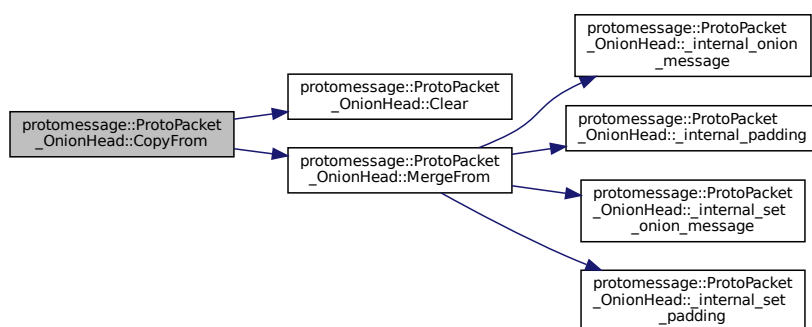 protomessage::ProtoPacket
_OnionHead::CopyFrom
protomessage::ProtoPacket
_OnionHead::Clear
protomessage::ProtoPacket
_OnionHead::MergeFrom
protomessage::ProtoPacket
_OnionHead::_internal_onion
_message
protomessage::ProtoPacket
_OnionHead::_internal_padding
protomessage::ProtoPacket
_OnionHead::_internal_set
_onion_message
protomessage::ProtoPacket
_OnionHead::_internal_set
_padding